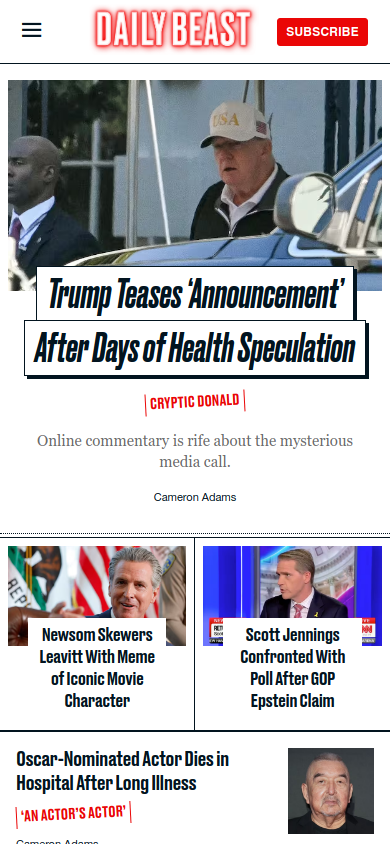 DAILY BEAST
SUBSCRIBE
USA
Trump Teases ‘Announcement’
After Days of Health Speculation
CRYPTIC DONALD
Online commentary is rife about the mysterious
media call.
Cameron Adams
Newsom Skewers
Leavitt With Meme
of Iconic Movie
Character
Scott Jennings
Confronted With
Poll After GOP
Epstein Claim
Oscar-Nominated Actor Dies in
Hospital After Long Illness
‘AN ACTOR’S ACTOR’
Cameron Adams